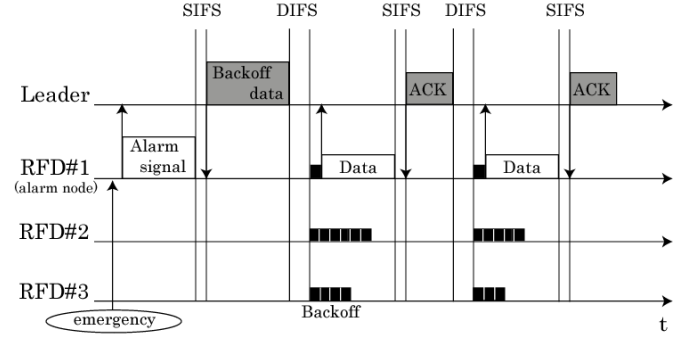 SIFS DIFS SIFS DIFS SIFS
Backoff
data
Leader
ACK
ACK
Alarm
signal
RFD#1
(alarm node)
Data
Data
RFD#2
RFD#3
Backoff
emergency
t